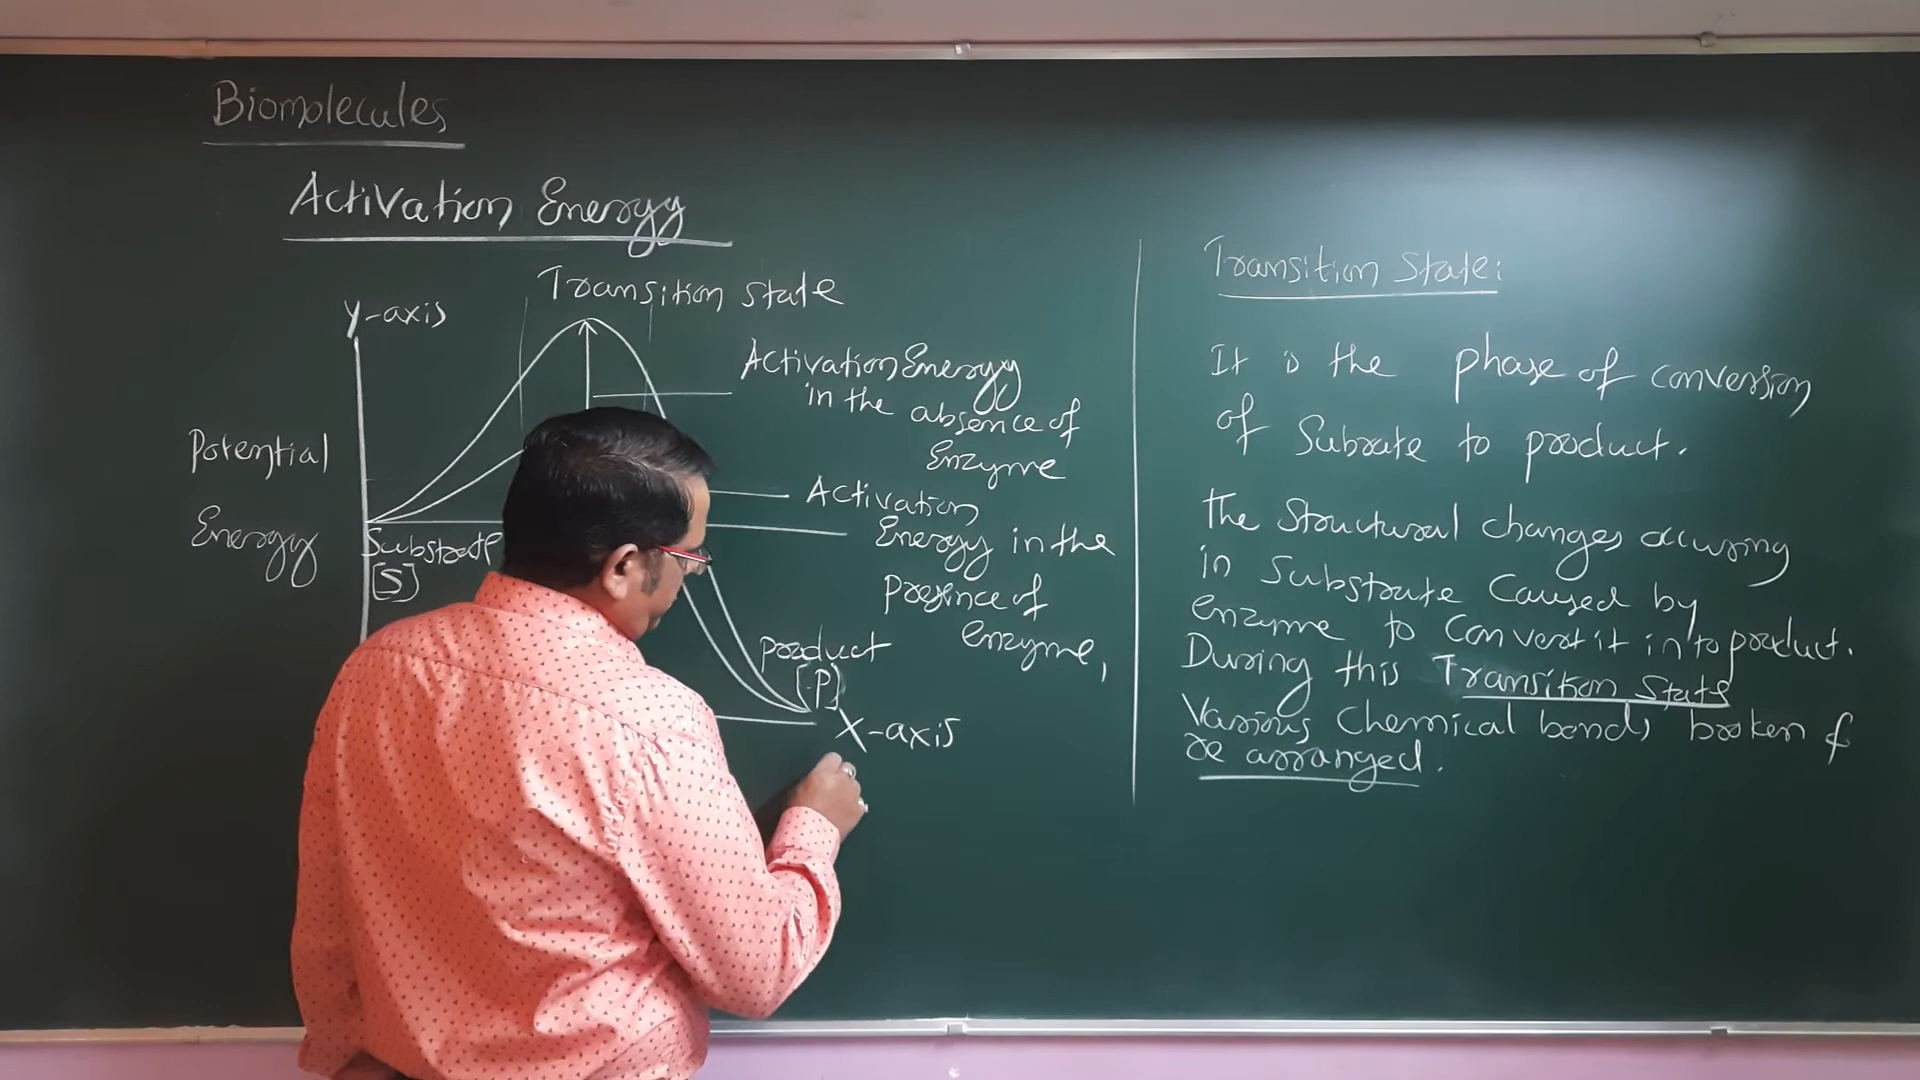 Biomolecules
Activation Energy
Transition state
y-axis
Activation Energy
in the absence of
Enzyme
Potential
Energy
Activation
Energy in the
presence of
enzyme,
Substrate
[S]
product
[P]
X-axis
Transition State:
It is the phase of conversion
of Subrate to product.
The Structural changes occuring
in Substrate Caused by
enzyme to Convert it in to product.
During this Transition State
Various Chemical bonds broken &
re arranged.